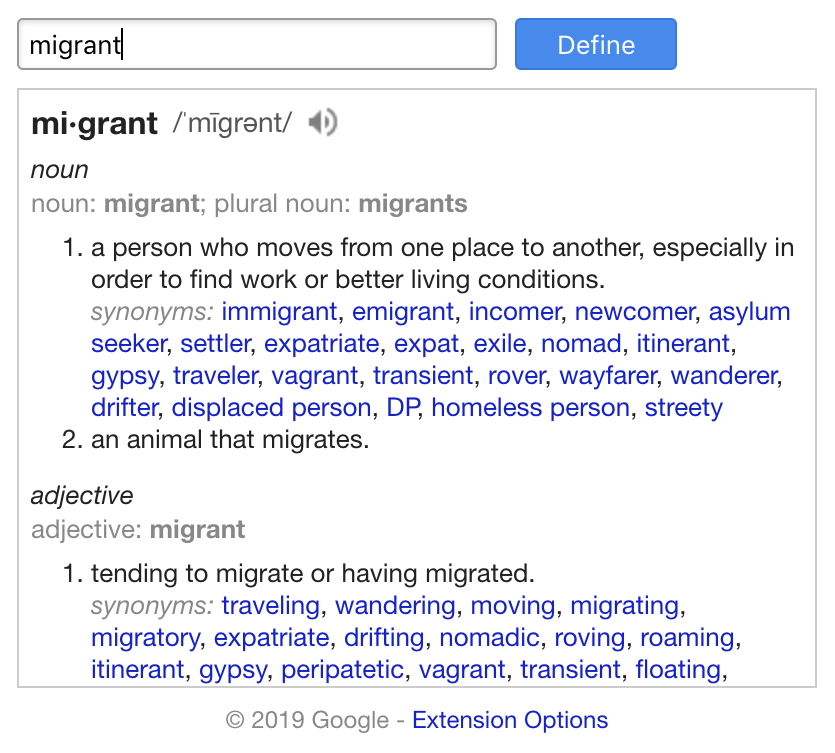 migrant
Define
mi·grant /ˈmīɡrənt/
noun
noun: migrant; plural noun: migrants
1. a person who moves from one place to another, especially in
order to find work or better living conditions.
synonyms: immigrant, emigrant, incomer, newcomer, asylum
seeker, settler, expatriate, expat, exile, nomad, itinerant,
gypsy, traveler, vagrant, transient, rover, wayfarer, wanderer,
drifter, displaced person, DP, homeless person, streety
2. an animal that migrates.
adjective
adjective: migrant
1. tending to migrate or having migrated.
synonyms: traveling, wandering, moving, migrating,
migratory, expatriate, drifting, nomadic, roving, roaming,
itinerant, gypsy, peripatetic, vagrant, transient, floating,
© 2019 Google - Extension Options